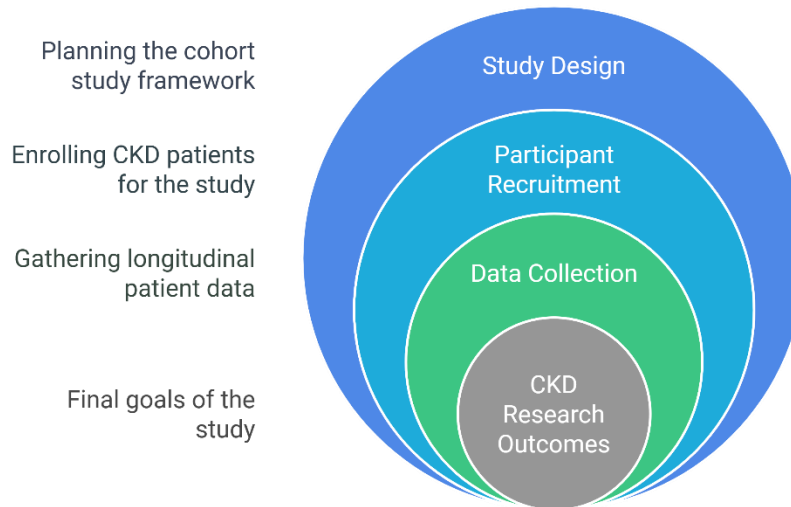 Planning the cohort
study framework
Study Design
Enrolling CKD patients
for the study
Participant
Recruitment
Gathering longitudinal
patient data
Data Collection
Final goals of the
study
CKD
Research
Outcomes